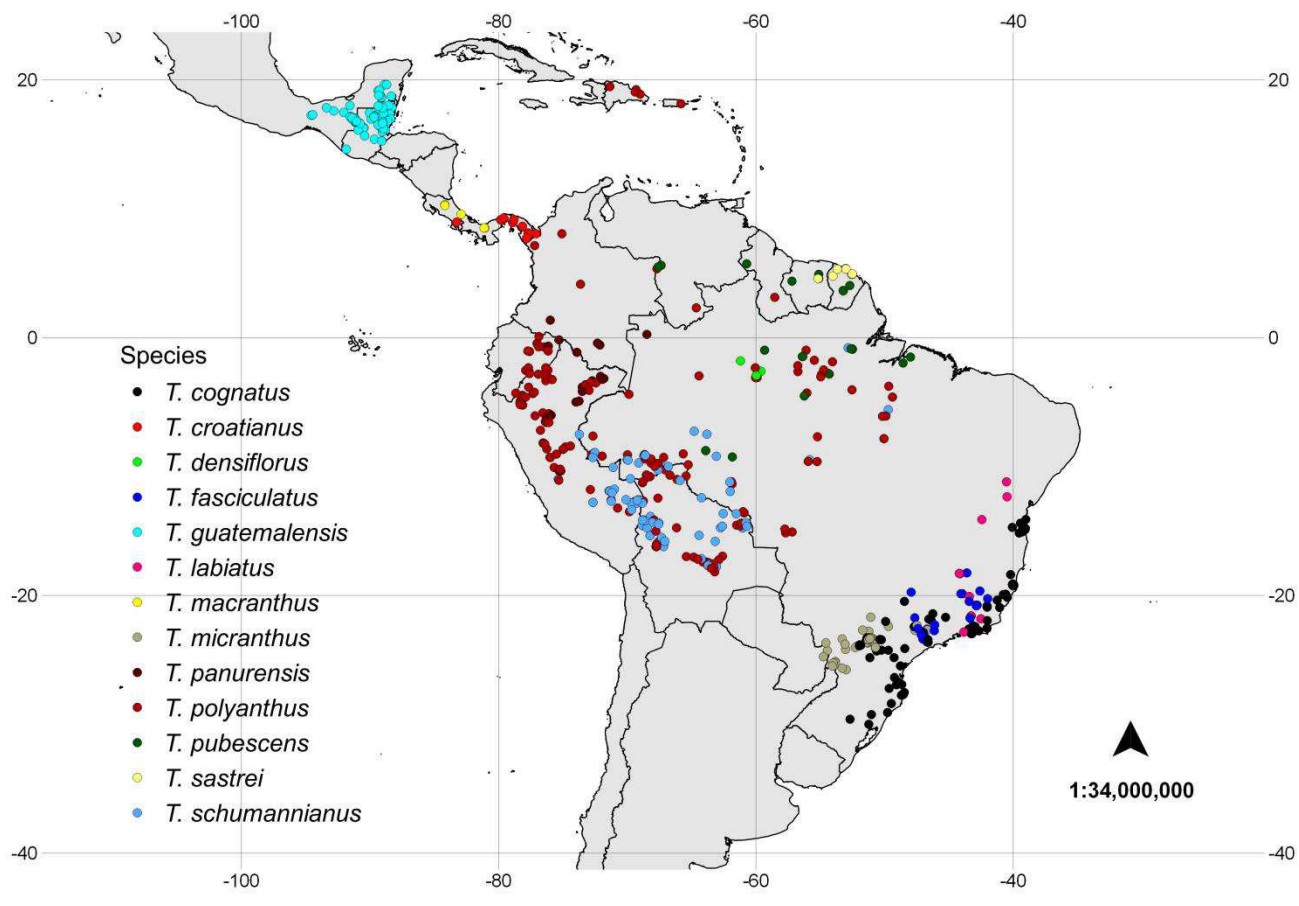 -100 -80 -60 -40
20 20
0 0
Species
T. cognatus
T. croatianus
T. densiflorus
T. fasciculatus
T. guatemalensis
T. labiatus
T. macranthus
T. micranthus
T. panurensis
T. polyanthus
T. pubescens
T. sastrei
T. schumannianus
-20 -20
1:34,000,000
-40 -40
-100 -80 -60 -40